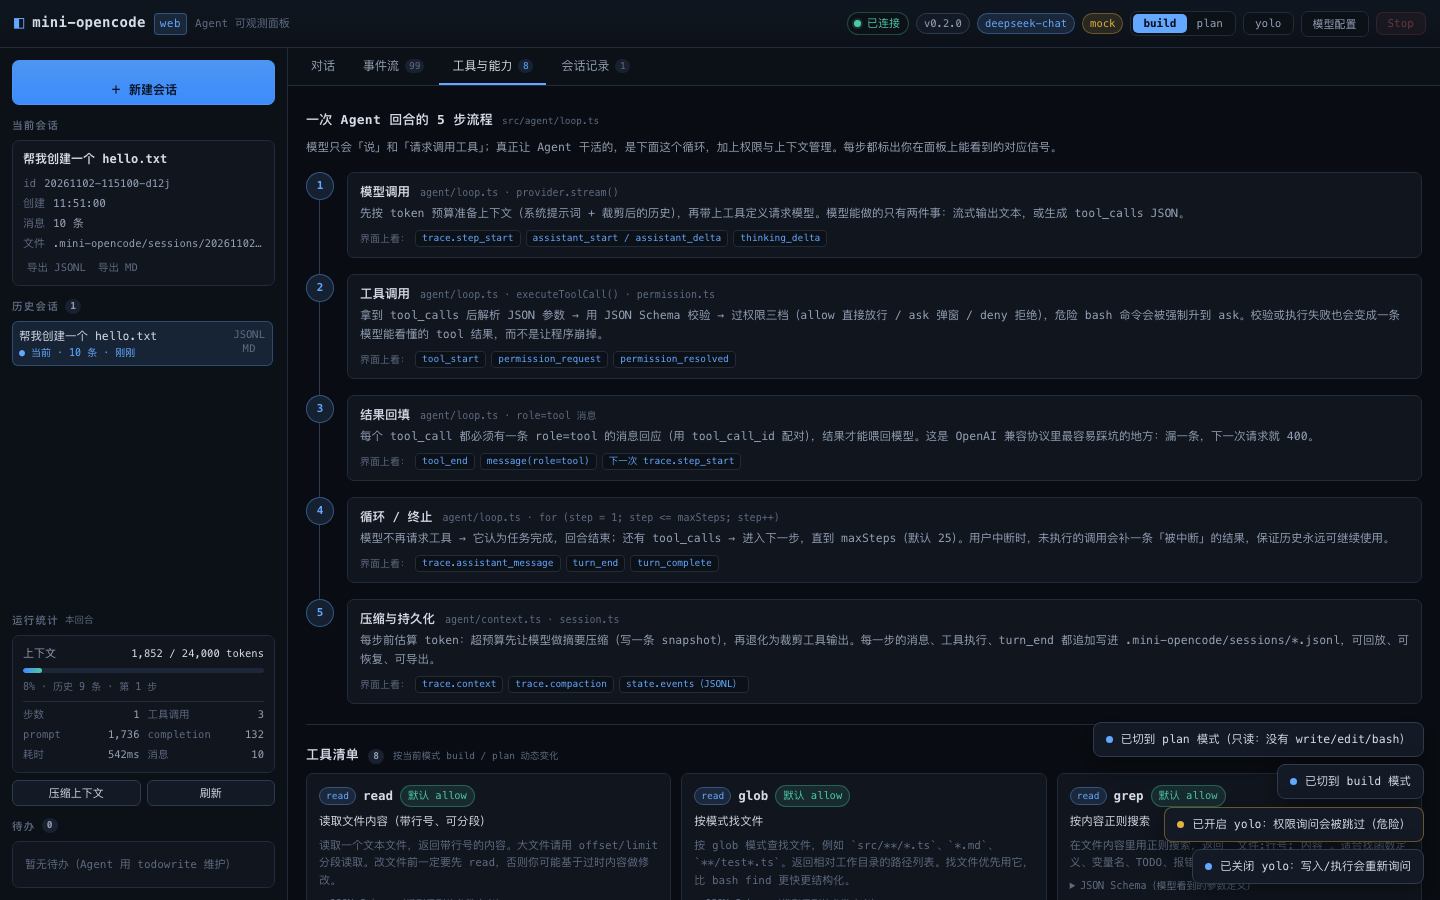 mini-opencode web Agent 可观测面板
已连接 v0.2.0 deepseek-chat mock build plan yolo 模型配置 Stop
+ 新建会话
当前会话
帮我创建一个 hello.txt
id 20261102-115100-d12j
创建 11:51:00
消息 10 条
文件 .mini-opencode/sessions/20261102…
导出 JSONL 导出 MD
历史会话 1
帮我创建一个 hello.txt JSONL
当前 · 10 条 · 刚刚 MD
运行统计 本回合
上下文 1,852 / 24,000 tokens
8% · 历史 9 条 · 第 1 步
步数 1 工具调用 3
prompt 1,736 completion 132
耗时 542ms 消息 10
压缩上下文 刷新
待办 0
暂无待办（Agent 用 todowrite 维护）
对话 事件流 99 工具与能力 8 会话记录 1
一次 Agent 回合的 5 步流程 src/agent/loop.ts
模型只会「说」和「请求调用工具」；真正让 Agent 干活的，是下面这个循环，加上权限与上下文管理。每步都标出你在面板上能看到的对应信号。
1
模型调用 agent/loop.ts · provider.stream()
先按 token 预算准备上下文（系统提示词 + 裁剪后的历史），再带上工具定义请求模型。模型能做的只有两件事：流式输出文本，或生成 tool_calls JSON。
界面上看： trace.step_start assistant_start / assistant_delta thinking_delta
2
工具调用 agent/loop.ts · executeToolCall() · permission.ts
拿到 tool_calls 后解析 JSON 参数 → 用 JSON Schema 校验 → 过权限三档（allow 直接放行 / ask 弹窗 / deny 拒绝），危险 bash 命令会被强制升到 ask。校验或执行失败也会变成一条
模型能看懂的 tool 结果，而不是让程序崩掉。
界面上看： tool_start permission_request permission_resolved
3
结果回填 agent/loop.ts · role=tool 消息
每个 tool_call 都必须有一条 role=tool 的消息回应（用 tool_call_id 配对），结果才能喂回模型。这是 OpenAI 兼容协议里最容易踩坑的地方：漏一条，下一次请求就 400。
界面上看： tool_end message(role=tool) 下一次 trace.step_start
4
循环 / 终止 agent/loop.ts · for (step = 1; step <= maxSteps; step++)
模型不再请求工具 → 它认为任务完成，回合结束；还有 tool_calls → 进入下一步，直到 maxSteps（默认 25）。用户中断时，未执行的调用会补一条「被中断」的结果，保证历史永远可继续使用。
界面上看： trace.assistant_message turn_end turn_complete
5
压缩与持久化 agent/context.ts · session.ts
每步前估算 token：超预算先让模型做摘要压缩（写一条 snapshot），再退化为裁剪工具输出。每一步的消息、工具执行、turn_end 都追加写进 .mini-opencode/sessions/*.jsonl，可回放、可
恢复、可导出。
界面上看： trace.context trace.compaction state.events（JSONL）
工具清单 8 按当前模式 build / plan 动态变化
read read 默认 allow
读取文件内容（带行号、可分段）
读取一个文本文件，返回带行号的内容。大文件请用 offset/limit
分段读取。改文件前一定要先 read，否则你可能基于过时内容做修
改。
read glob 默认 allow
按模式找文件
按 glob 模式查找文件，例如 `src/**/*.ts`、`*.md`、
`**/test*.ts`。返回相对工作目录的路径列表。找文件优先用它，
比 bash find 更快更结构化。
read grep 默认 allow
按内容正则搜索
在文件内容里用正则搜索，返回
义、变量名、TODO、报错
▶ JSON Schema（模型看到的参数定义）
已切到 plan 模式（只读：没有 write/edit/bash）
已切到 build 模式
已开启 yolo：权限询问会被跳过（危险）
已关闭 yolo：写入/执行会重新询问